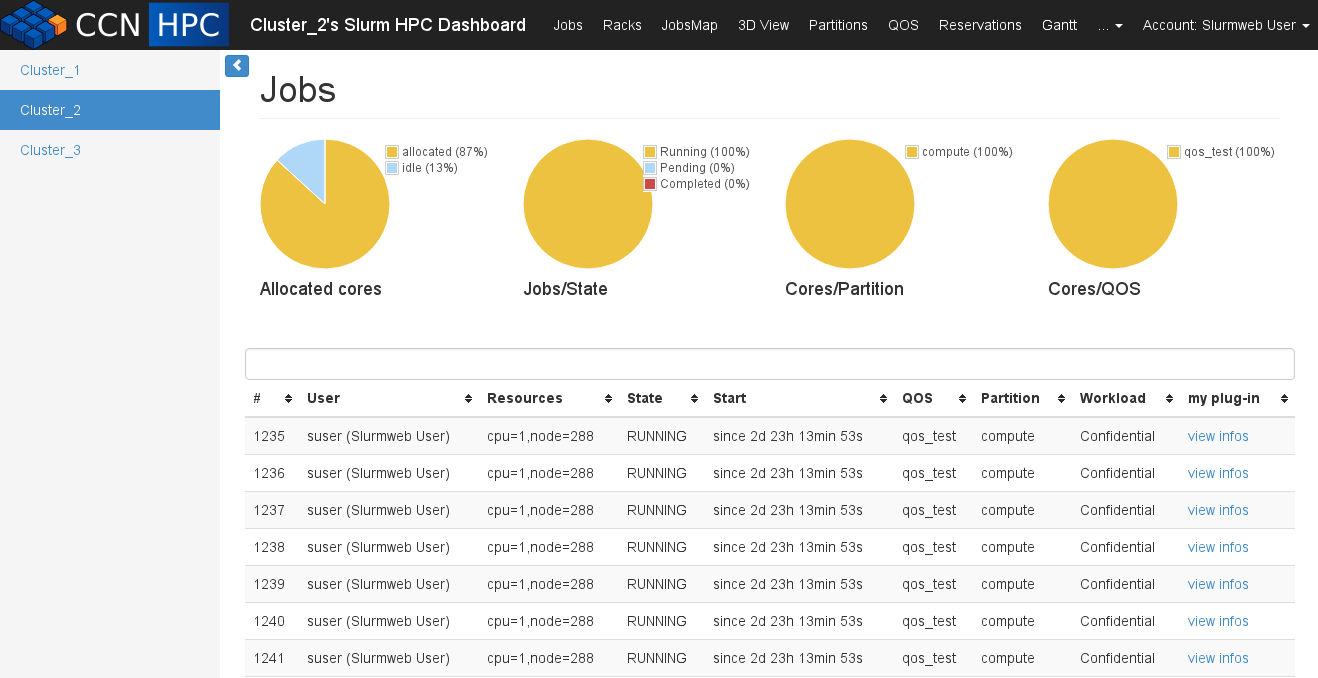 CCN HPC Cluster_2's Slurm HPC Dashboard Jobs Racks JobsMap 3D View Partitions QOS Reservations Gantt ... Account: Slurmweb User
Cluster_1
Cluster_2
Cluster_3
Jobs
allocated (87%)
idle (13%)
Allocated cores
Running (100%)
Pending (0%)
Completed (0%)
Jobs/State
compute (100%)
Cores/Partition
qos_test (100%)
Cores/QOS
# User Resources State Start QOS Partition Workload my plug-in
1235 suser (Slurmweb User) cpu=1,node=288 RUNNING since 2d 23h 13min 53s qos_test compute Confidential view infos
1236 suser (Slurmweb User) cpu=1,node=288 RUNNING since 2d 23h 13min 53s qos_test compute Confidential view infos
1237 suser (Slurmweb User) cpu=1,node=288 RUNNING since 2d 23h 13min 53s qos_test compute Confidential view infos
1238 suser (Slurmweb User) cpu=1,node=288 RUNNING since 2d 23h 13min 53s qos_test compute Confidential view infos
1239 suser (Slurmweb User) cpu=1,node=288 RUNNING since 2d 23h 13min 53s qos_test compute Confidential view infos
1240 suser (Slurmweb User) cpu=1,node=288 RUNNING since 2d 23h 13min 53s qos_test compute Confidential view infos
1241 suser (Slurmweb User) cpu=1,node=288 RUNNING since 2d 23h 13min 53s qos_test compute Confidential view infos